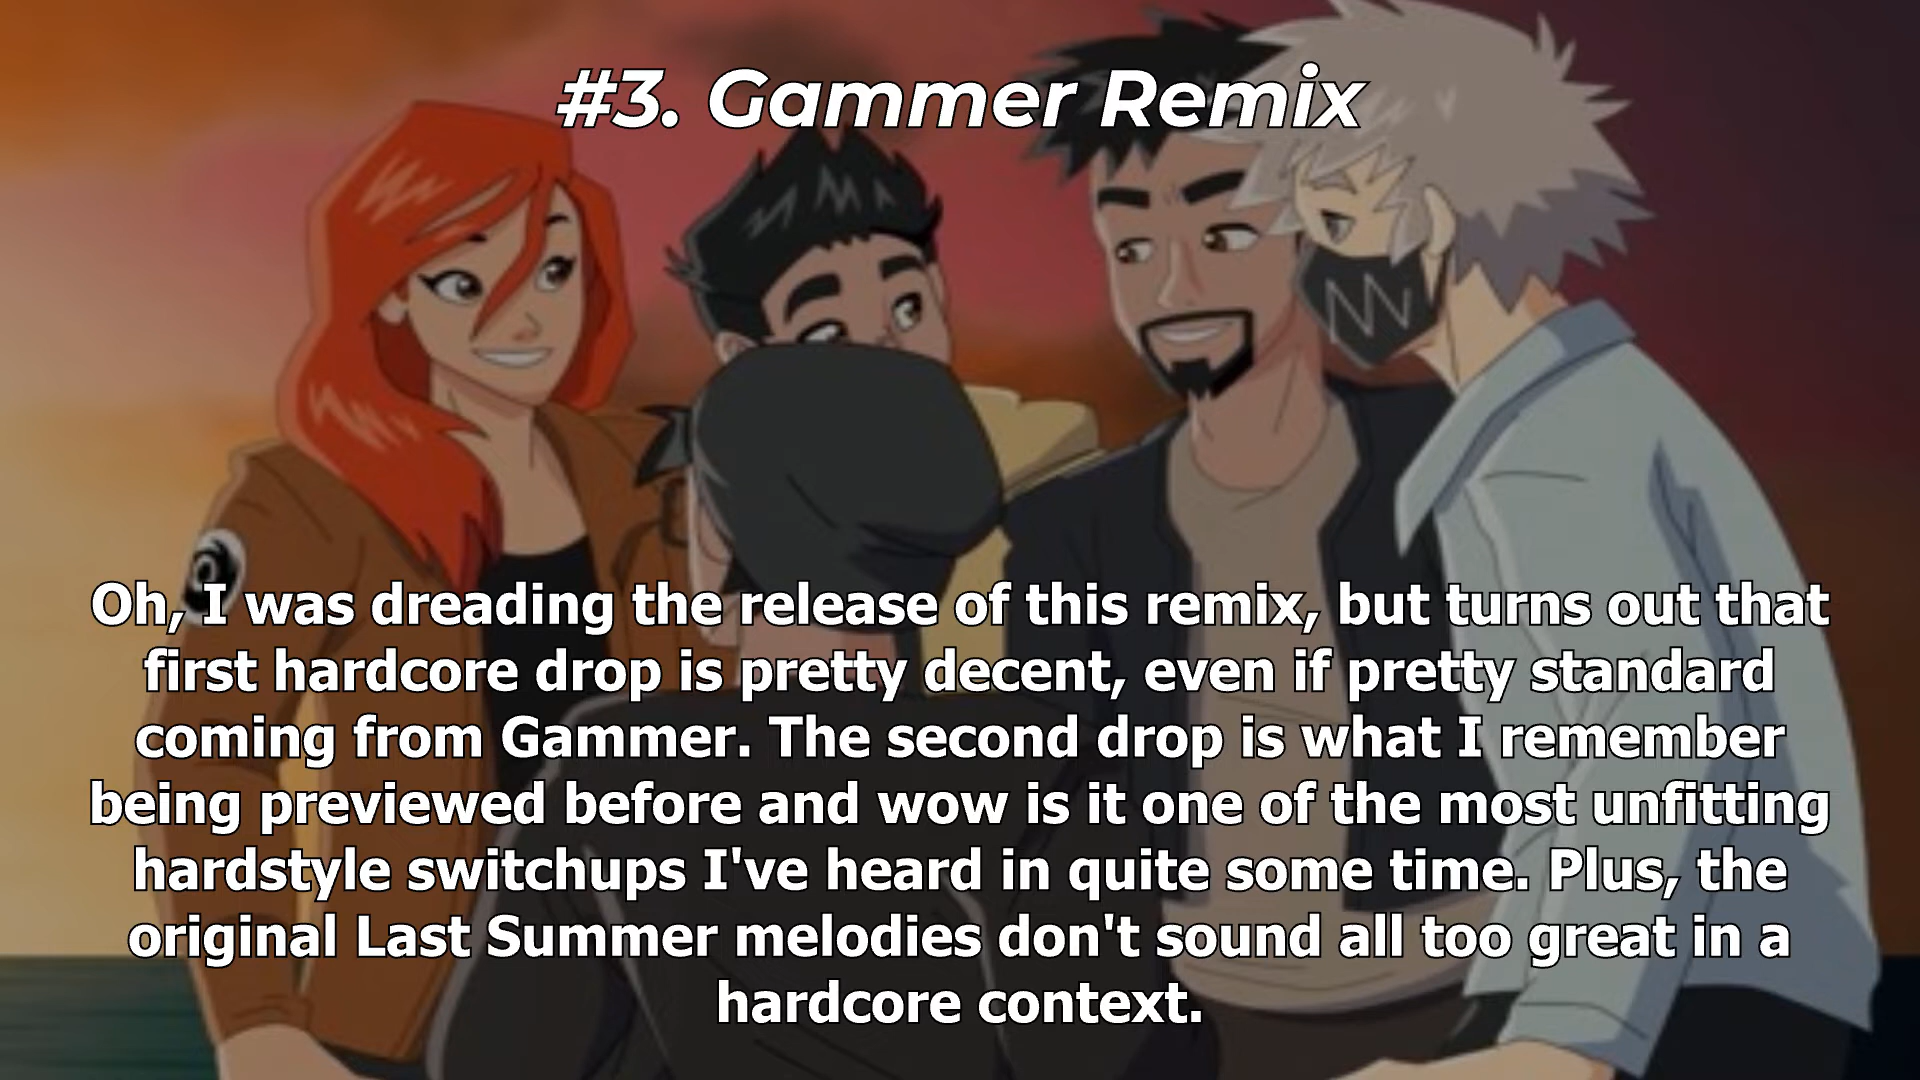 #3. Gammer Remix
Oh, I was dreading the release of this remix, but turns out that
first hardcore drop is pretty decent, even if pretty standard
coming from Gammer. The second drop is what I remember
being previewed before and wow is it one of the most unfitting
hardstyle switchups I've heard in quite some time. Plus, the
original Last Summer melodies don't sound all too great in a
hardcore context.